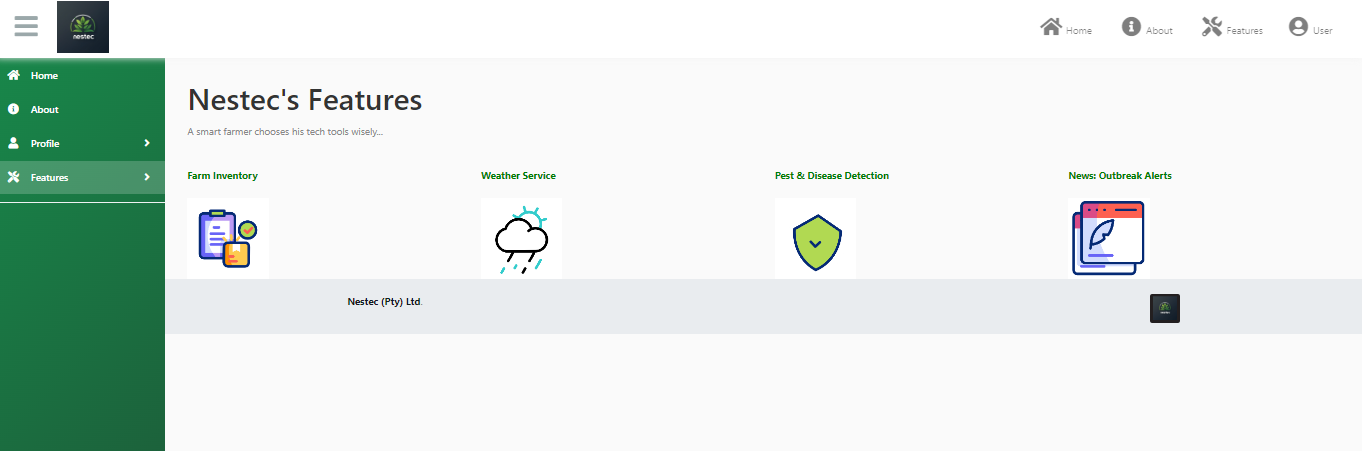 nestec
Home
About
Features
User
Home
About
Profile
Features
Nestec's Features
A smart farmer chooses his tech tools wisely...
Farm Inventory
Weather Service
Pest & Disease Detection
News: Outbreak Alerts
Nestec (Pty) Ltd.
nestec